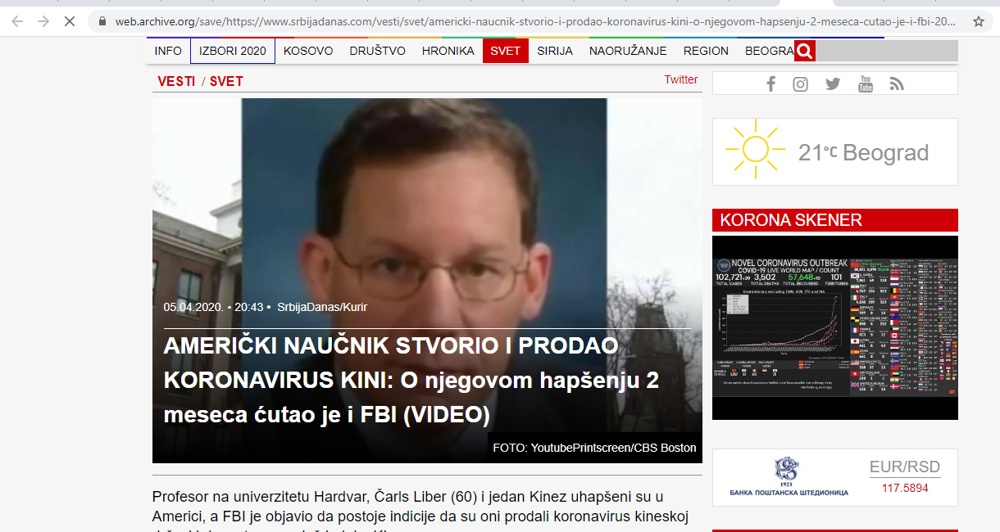 web.archive.org/save/https://www.srbijadanas.com/vesti/svet/americki-naucnik-stvorio-i-prodao-koronavirus-kini-o-njegovom-hapsenju-2-meseca-cutao-je-i-fbi-20...
INFO IZBORI 2020 KOSOVO DRUŠTVO HRONIKA SVET SIRIJA NAORUŽANJE REGION BEOGRA
VESTI / SVET
Twitter
05.04.2020. • 20:43 • SrbijaDanas/Kurir
AMERIČKI NAUČNIK STVORIO I PRODAO
KORONAVIRUS KINI: O njegovom hapšenju 2
meseca ćutao je i FBI (VIDEO)
FOTO: YoutubePrintscreen/CBS Boston
Profesor na univerzitetu Hardvar, Čarls Liber (60) i jedan Kinez uhapšeni su u
Americi, a FBI je objavio da postoje indicije da su oni prodali koronavirus kineskoj
You
Tube
21°C Beograd
KORONA SKENER
NOVEL CORONAVIRUS OUTBREAK
COVID-19 LIVE WORLD MAP / COUNT
102,721 3,502 57,648 101
TOTAL CASES TOTAL DEATHS TOTAL RECOVERED TERRITORIES
1921
БАНКА ПОШТАНСКА ШТЕДИОНИЦА
EUR/RSD
117.5894